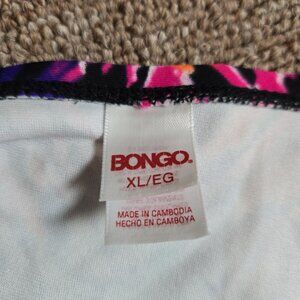 BONGO.
XL/EG
MADE IN CAMBODIA
HECHO EN CAMBOYA